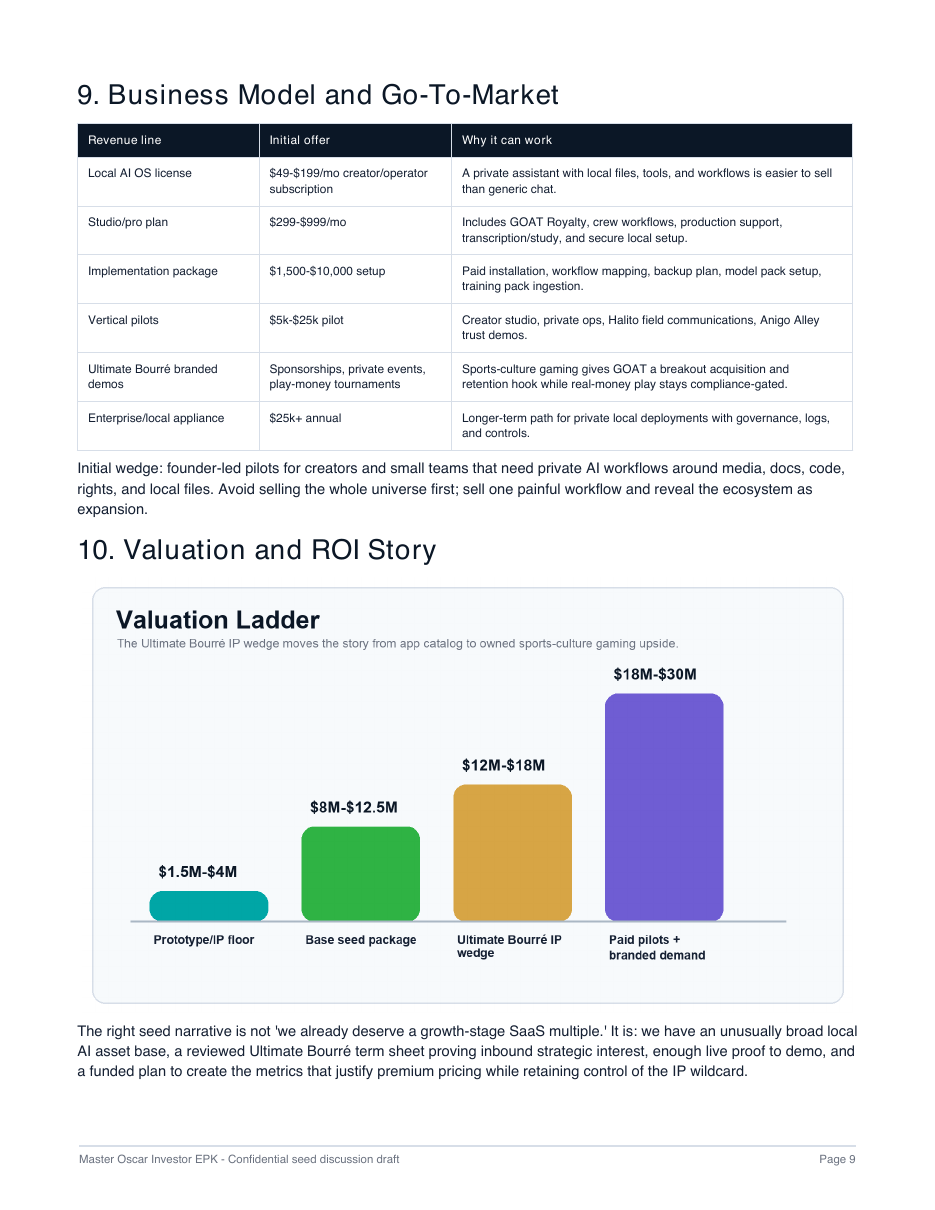 9. Business Model and Go-To-Market
Revenue line
Initial offer
Why it can work
Local AI OS license
$49-$199/mo creator/operator
subscription
A private assistant with local files, tools, and workflows is easier to sell
than generic chat.
Studio/pro plan
$299-$999/mo
Includes GOAT Royalty, crew workflows, production support,
transcription/study, and secure local setup.
Implementation package
$1,500-$10,000 setup
Paid installation, workflow mapping, backup plan, model pack setup,
training pack ingestion.
Vertical pilots
$5k-$25k pilot
Creator studio, private ops, Halito field communications, Anigo Alley
trust demos.
Ultimate Bourré branded
demos
Sponsorships, private events,
play-money tournaments
Sports-culture gaming gives GOAT a breakout acquisition and
retention hook while real-money play stays compliance-gated.
Enterprise/local appliance
$25k+ annual
Longer-term path for private local deployments with governance, logs,
and controls.
Initial wedge: founder-led pilots for creators and small teams that need private AI workflows around media, docs, code,
rights, and local files. Avoid selling the whole universe first; sell one painful workflow and reveal the ecosystem as
expansion.
10. Valuation and ROI Story
Valuation Ladder
The Ultimate Bourré IP wedge moves the story from app catalog to owned sports-culture gaming upside.
$1.5M-$4M
$8M-$12.5M
$12M-$18M
$18M-$30M
Prototype/IP floor
Base seed package
Ultimate Bourré IP
wedge
Paid pilots +
branded demand
The right seed narrative is not 'we already deserve a growth-stage SaaS multiple.' It is: we have an unusually broad local
AI asset base, a reviewed Ultimate Bourré term sheet proving inbound strategic interest, enough live proof to demo, and
a funded plan to create the metrics that justify premium pricing while retaining control of the IP wildcard.
Master Oscar Investor EPK - Confidential seed discussion draft
Page 9